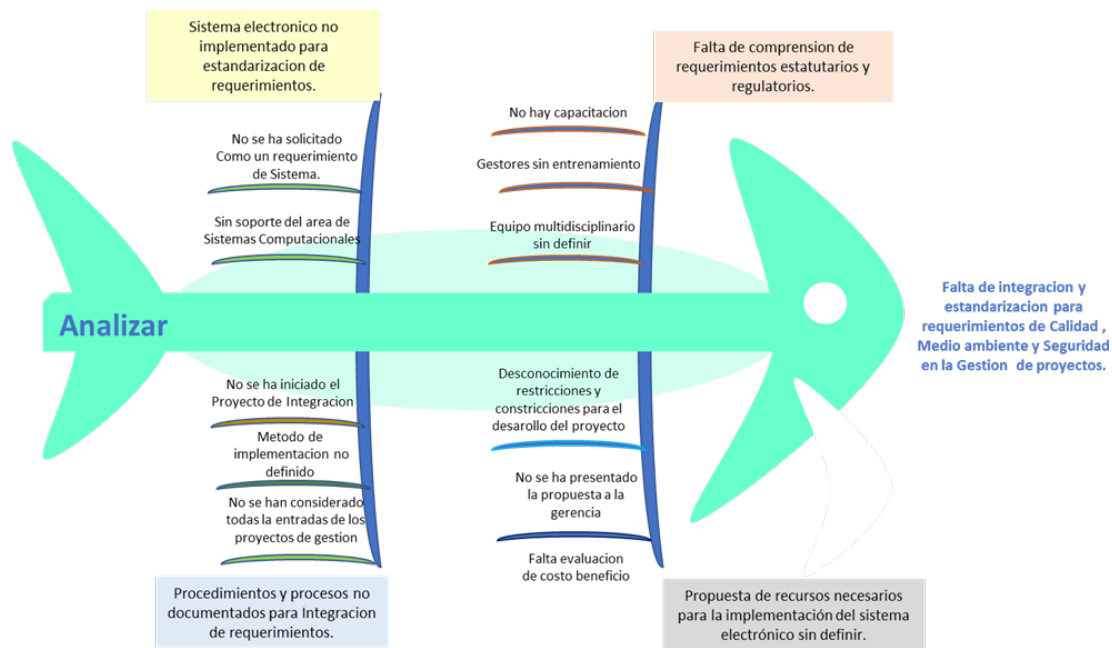 Sistema electronico no
implementado para
estandarizacion de
requerimientos.
Falta de comprension de
requerimientos estatutarios y
regulatorios.
No se ha solicitado
Como un requerimiento
de Sistema.
Sin soporte del area de
Sistemas Computacionales
No hay capacitacion
Gestores sin entrenamiento
Equipo multidisciplinario
sin definir
Analizar
Falta de integracion y
estandarizacion para
requerimientos de Calidad ,
Medio ambiente y Seguridad
en la Gestion de proyectos.
No se ha iniciado el
Proyecto de Integracion
Metodo de
implementacion no
definido
No se han considerado
todas la entradas de los
proyectos de gestion
Desconocimiento de
restricciones y
constricciones para el
desarollo del proyecto
No se ha presentado
la propuesta a la
gerencia
Falta evaluacion
de costo beneficio
Procedimientos y procesos no
documentados para Integracion
de requerimientos.
Propuesta de recursos necesarios
para la implementación del sistema
electrónico sin definir.